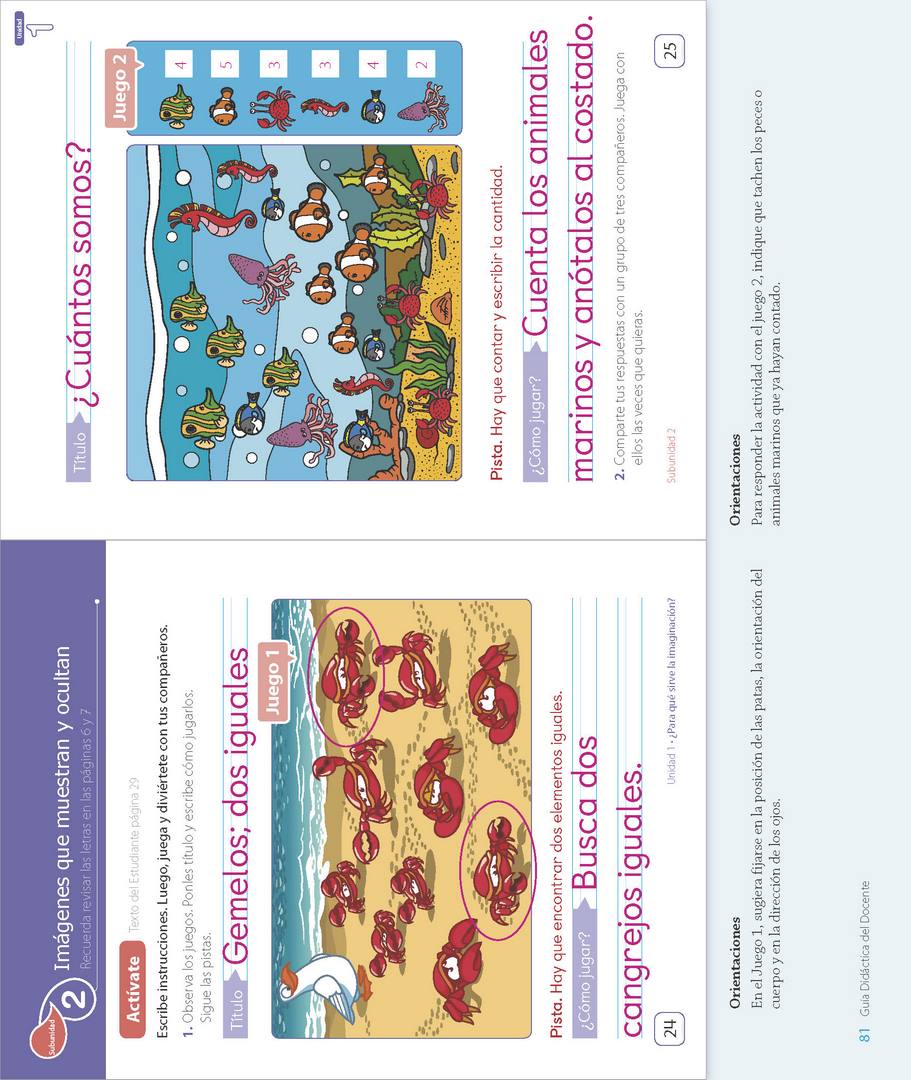 Subunidad
2
Imágenes que muestran y ocultan
Recuerda revisar las letras en las páginas 6 y 7
Actívate
Texto del Estudiante página 29
Escribe instrucciones. Luego, juega y diviértete con tus compañeros.
1. Observa los juegos. Ponles título y escribe cómo jugarlos.
Sigue las pistas.
Título
Gemelos; dos iguales
Juego 1
Pista. Hay que encontrar dos elementos iguales.
¿Cómo jugar?
Busca dos
cangrejos iguales.
24
Unidad 1 • ¿Para qué sirve la imaginación?
Unidad
1
Título
¿Cuántos somos?
Juego 2
4
5
3
3
4
2
Pista. Hay que contar y escribir la cantidad.
¿Cómo jugar?
Cuenta los animales
marinos y anótalos al costado.
2. Comparte tus respuestas con un grupo de tres compañeros. Juega con
ellos las veces que quieras.
Subunidad 2
25
Orientaciones
En el Juego 1, sugiera fijarse en la posición de las patas, la orientación del
cuerpo y en la dirección de los ojos.
Orientaciones
Para responder la actividad con el juego 2, indique que tachen los peces o
animales marinos que ya hayan contado.
81 Guía Didáctica del Docente